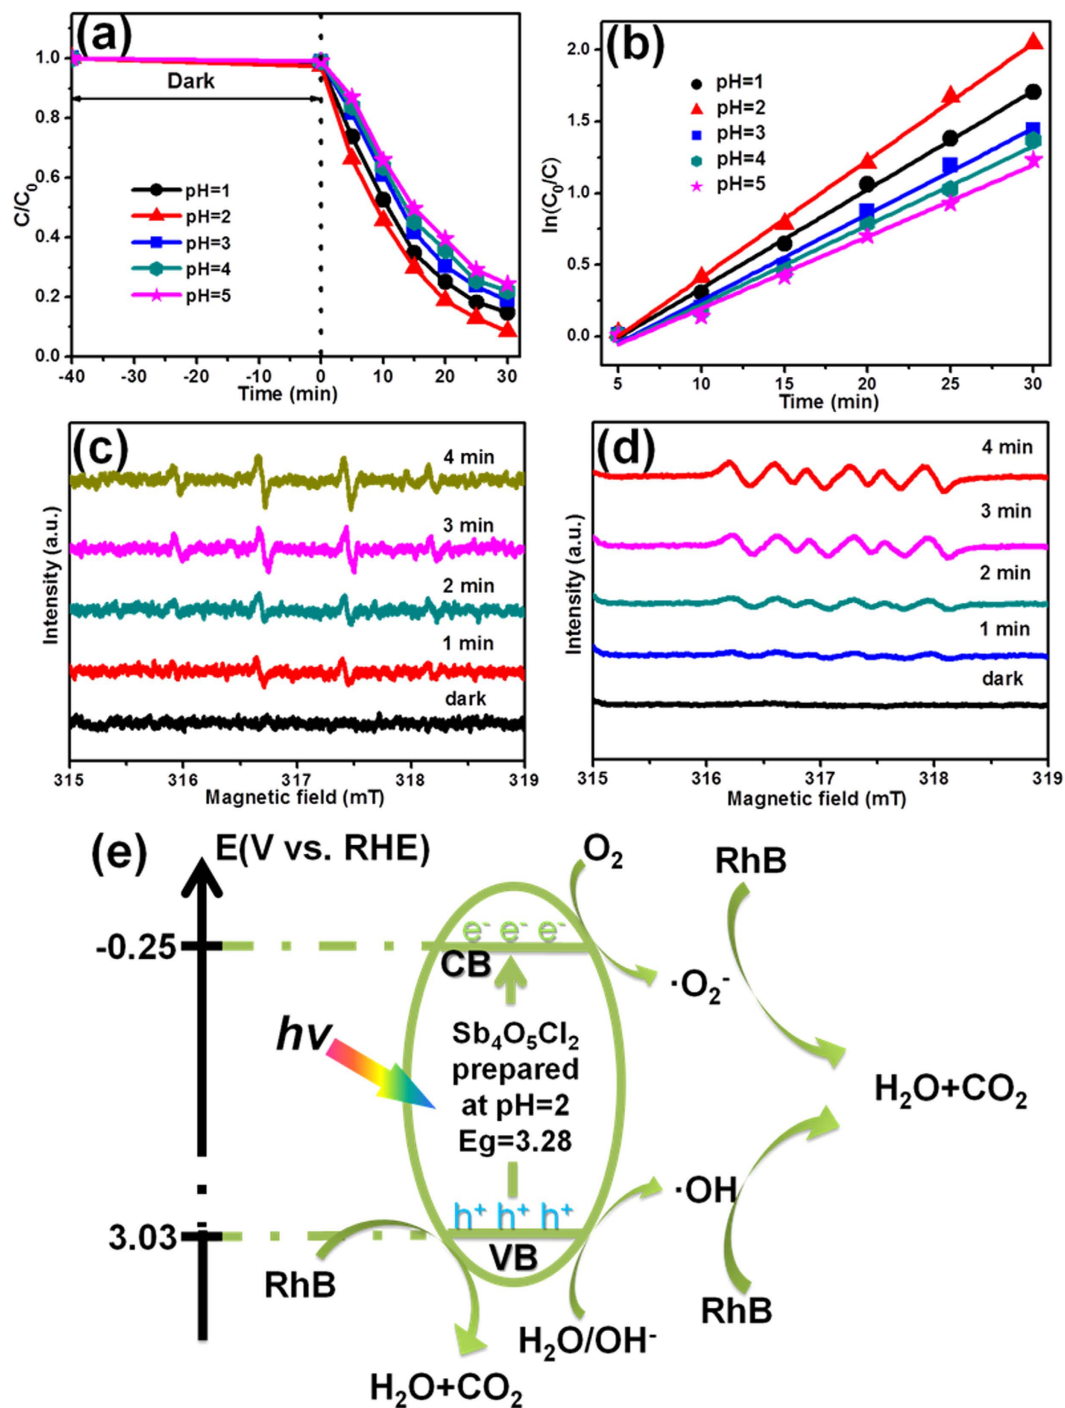 (a)
C/C₀
1.0
0.8
0.6
0.4
0.2
0.0
Dark
pH=1
pH=2
pH=3
pH=4
pH=5
-40 -30 -20 -10 0 10 20 30
Time (min)
(b)
ln(C₀/C)
2.0
1.5
1.0
0.5
0.0
pH=1
pH=2
pH=3
pH=4
pH=5
5 10 15 20 25 30
Time (min)
(c)
Intensity (a.u.)
4 min
3 min
2 min
1 min
dark
315 316 317 318 319
Magnetic field (mT)
(d)
Intensity (a.u.)
4 min
3 min
2 min
1 min
dark
315 316 317 318 319
Magnetic field (mT)
(e)
E(V vs. RHE)
-0.25
3.03
hν
O₂
RhB
e⁻ e⁻ e⁻
CB
·O₂⁻
Sb₄O₅Cl₂
prepared
at pH=2
Eg=3.28
H₂O+CO₂
h⁺ h⁺ h⁺
VB
·OH
RhB
RhB
H₂O/OH⁻
H₂O+CO₂